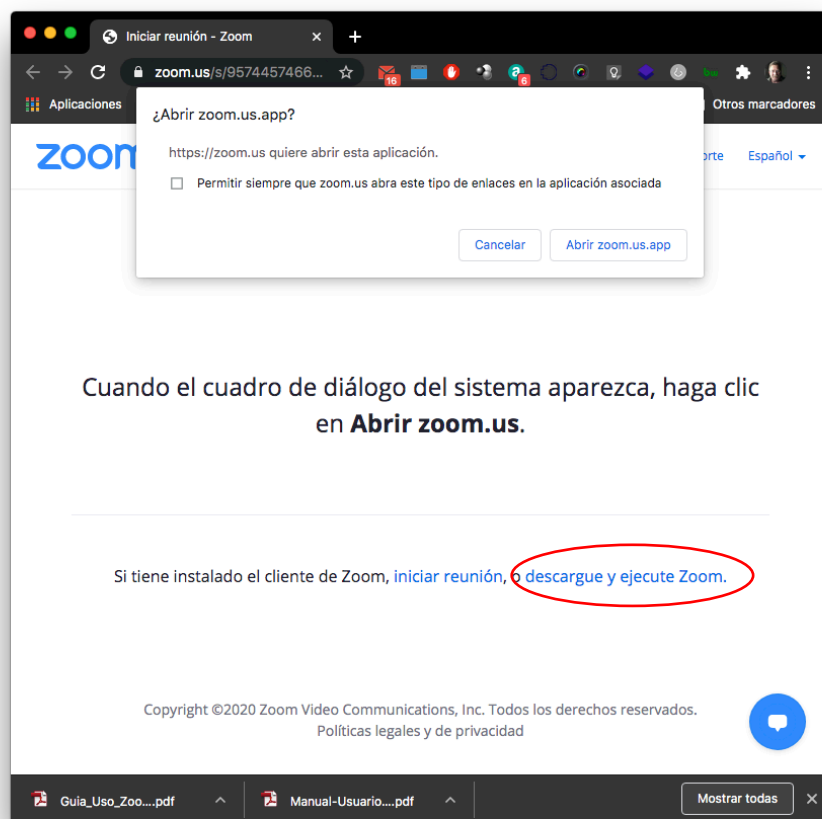 Iniciar reunión - Zoom
zoom.us/s/9574457466...
16
6
Aplicaciones
Otros marcadores
¿Abrir zoom.us.app?
https://zoom.us quiere abrir esta aplicación.
Permitir siempre que zoom.us abra este tipo de enlaces en la aplicación asociada
Cancelar
Abrir zoom.us.app
zoom
Español
Cuando el cuadro de diálogo del sistema aparezca, haga clic
en Abrir zoom.us.
Si tiene instalado el cliente de Zoom, iniciar reunión, o descargue y ejecute Zoom.
Copyright ©2020 Zoom Video Communications, Inc. Todos los derechos reservados.
Políticas legales y de privacidad
Guia_Uso_Zoo....pdf
Manual-Usuario....pdf
Mostrar todas